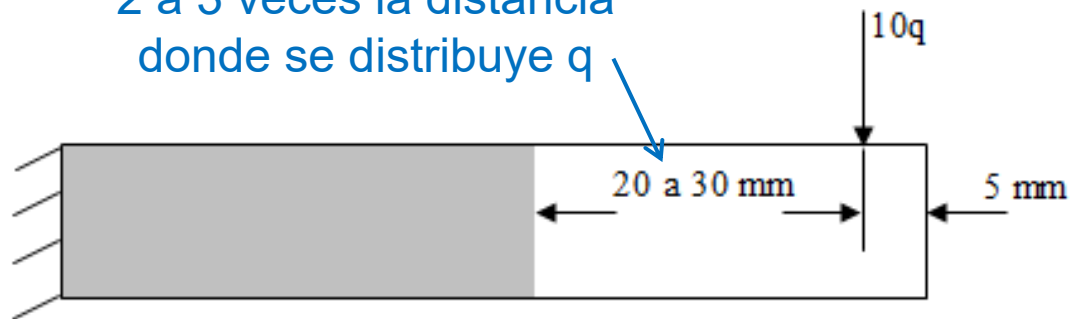 2 a 3 veces la distancia
donde se distribuye q
10q
20 a 30 mm
5 mm